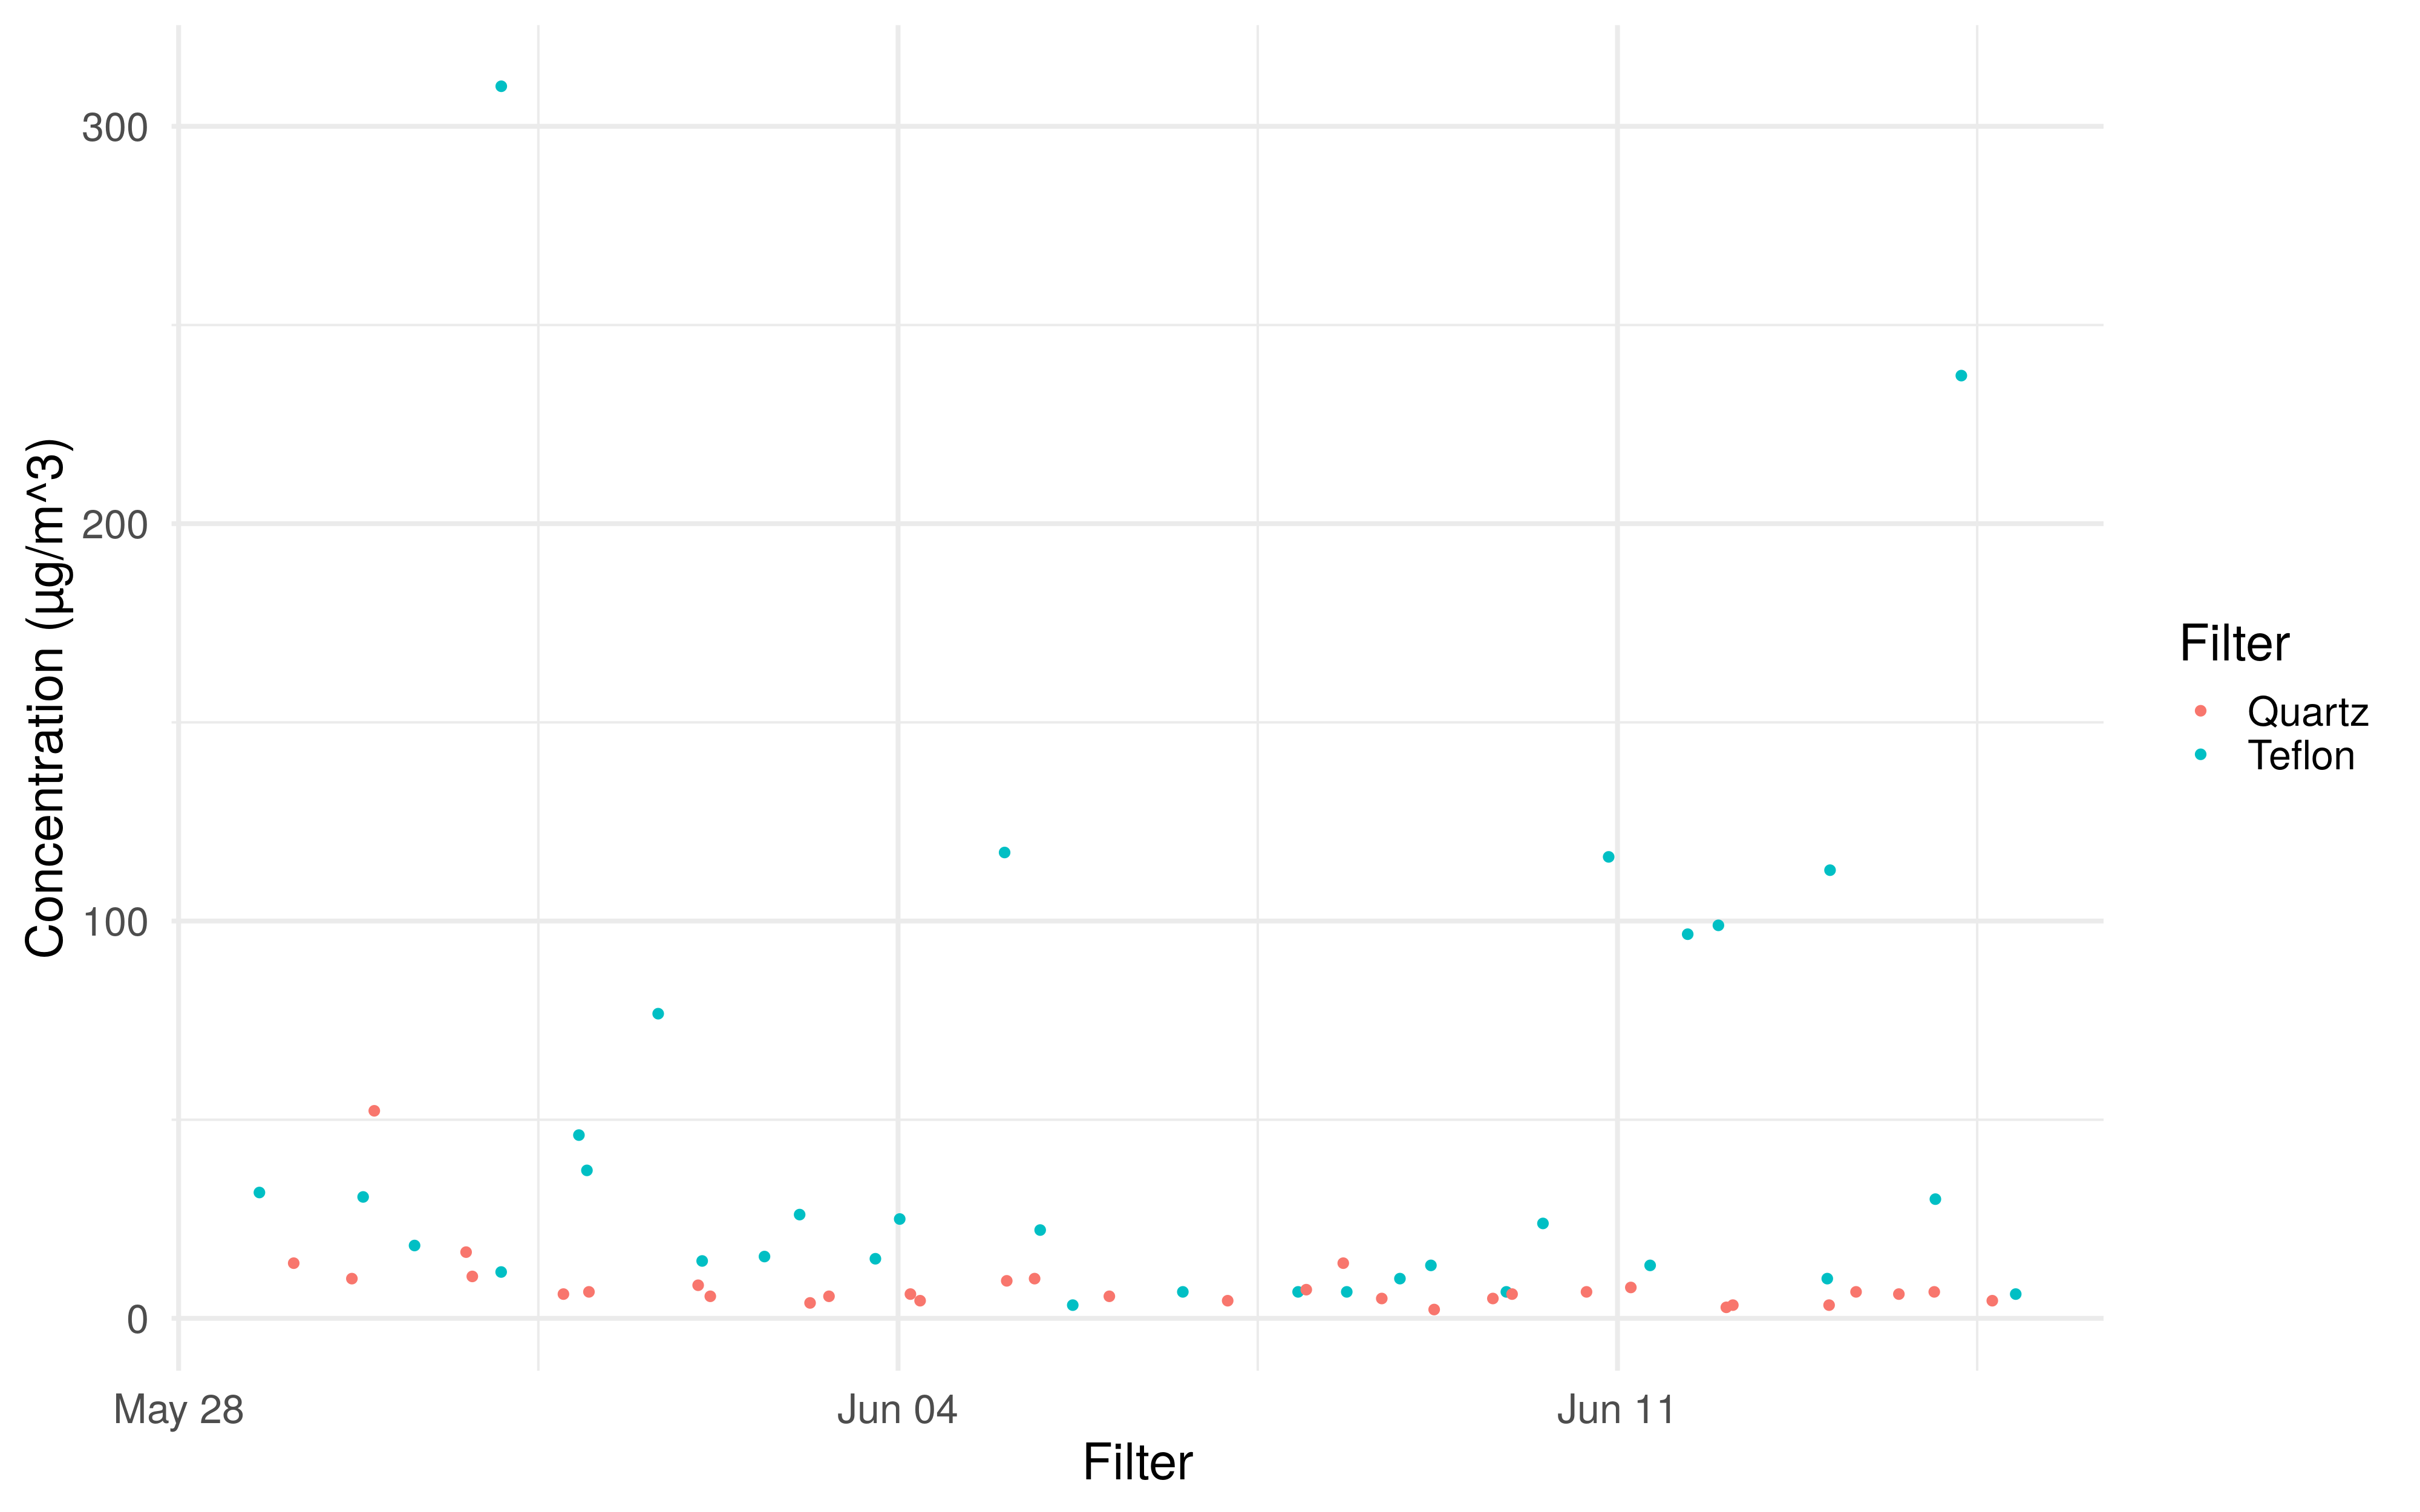 Concentration (µg/m^3)
300
200
100
0
May 28
Jun 04
Jun 11
Filter
Filter
Quartz
Teflon